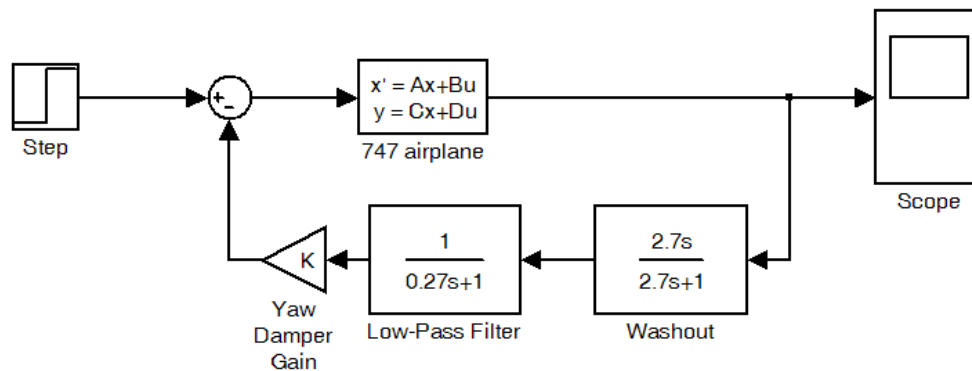 Step
+
-
x' = Ax+Bu
y = Cx+Du
747 airplane
Scope
K
Yaw
Damper
Gain
1
0.27s+1
Low-Pass Filter
2.7s
2.7s+1
Washout